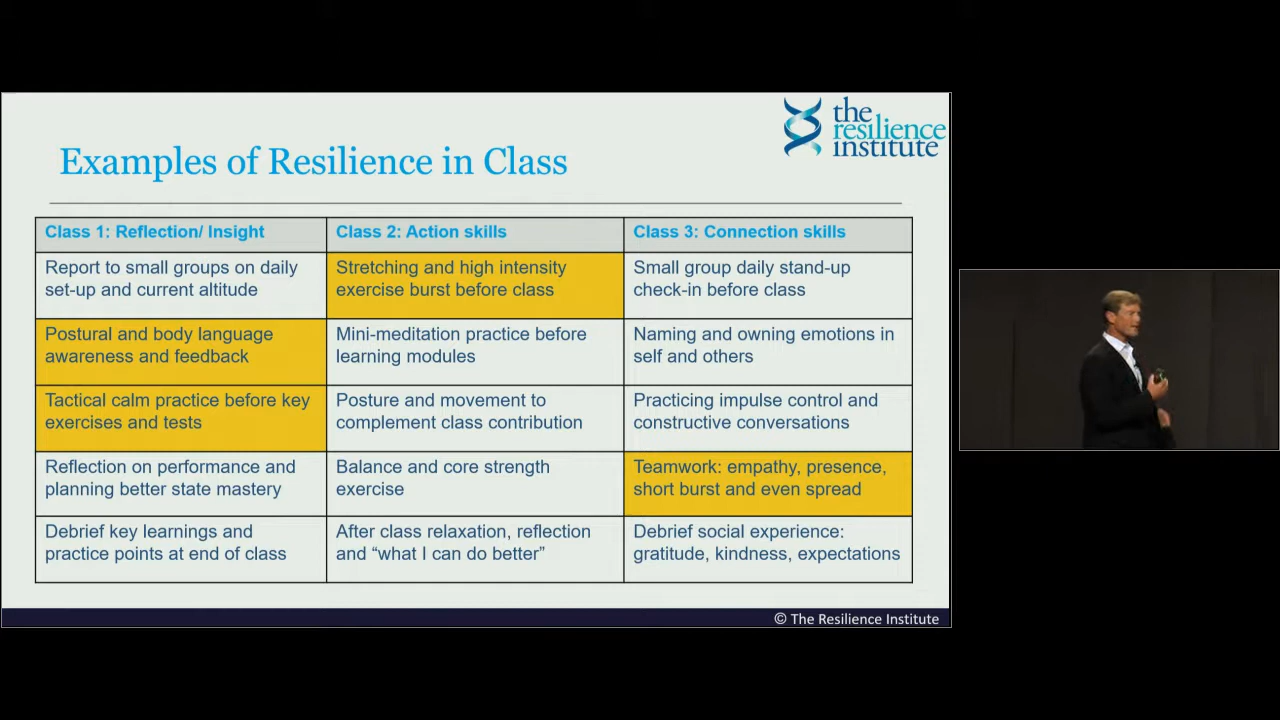 the
resilience
institute
Examples of Resilience in Class
Class 1: Reflection/ Insight
Class 2: Action skills
Class 3: Connection skills
Report to small groups on daily
set-up and current altitude
Stretching and high intensity
exercise burst before class
Small group daily stand-up
check-in before class
Postural and body language
awareness and feedback
Mini-meditation practice before
learning modules
Naming and owning emotions in
self and others
Tactical calm practice before key
exercises and tests
Posture and movement to
complement class contribution
Practicing impulse control and
constructive conversations
Reflection on performance and
planning better state mastery
Balance and core strength
exercise
Teamwork: empathy, presence,
short burst and even spread
Debrief key learnings and
practice points at end of class
After class relaxation, reflection
and “what I can do better”
Debrief social experience:
gratitude, kindness, expectations
© The Resilience Institute